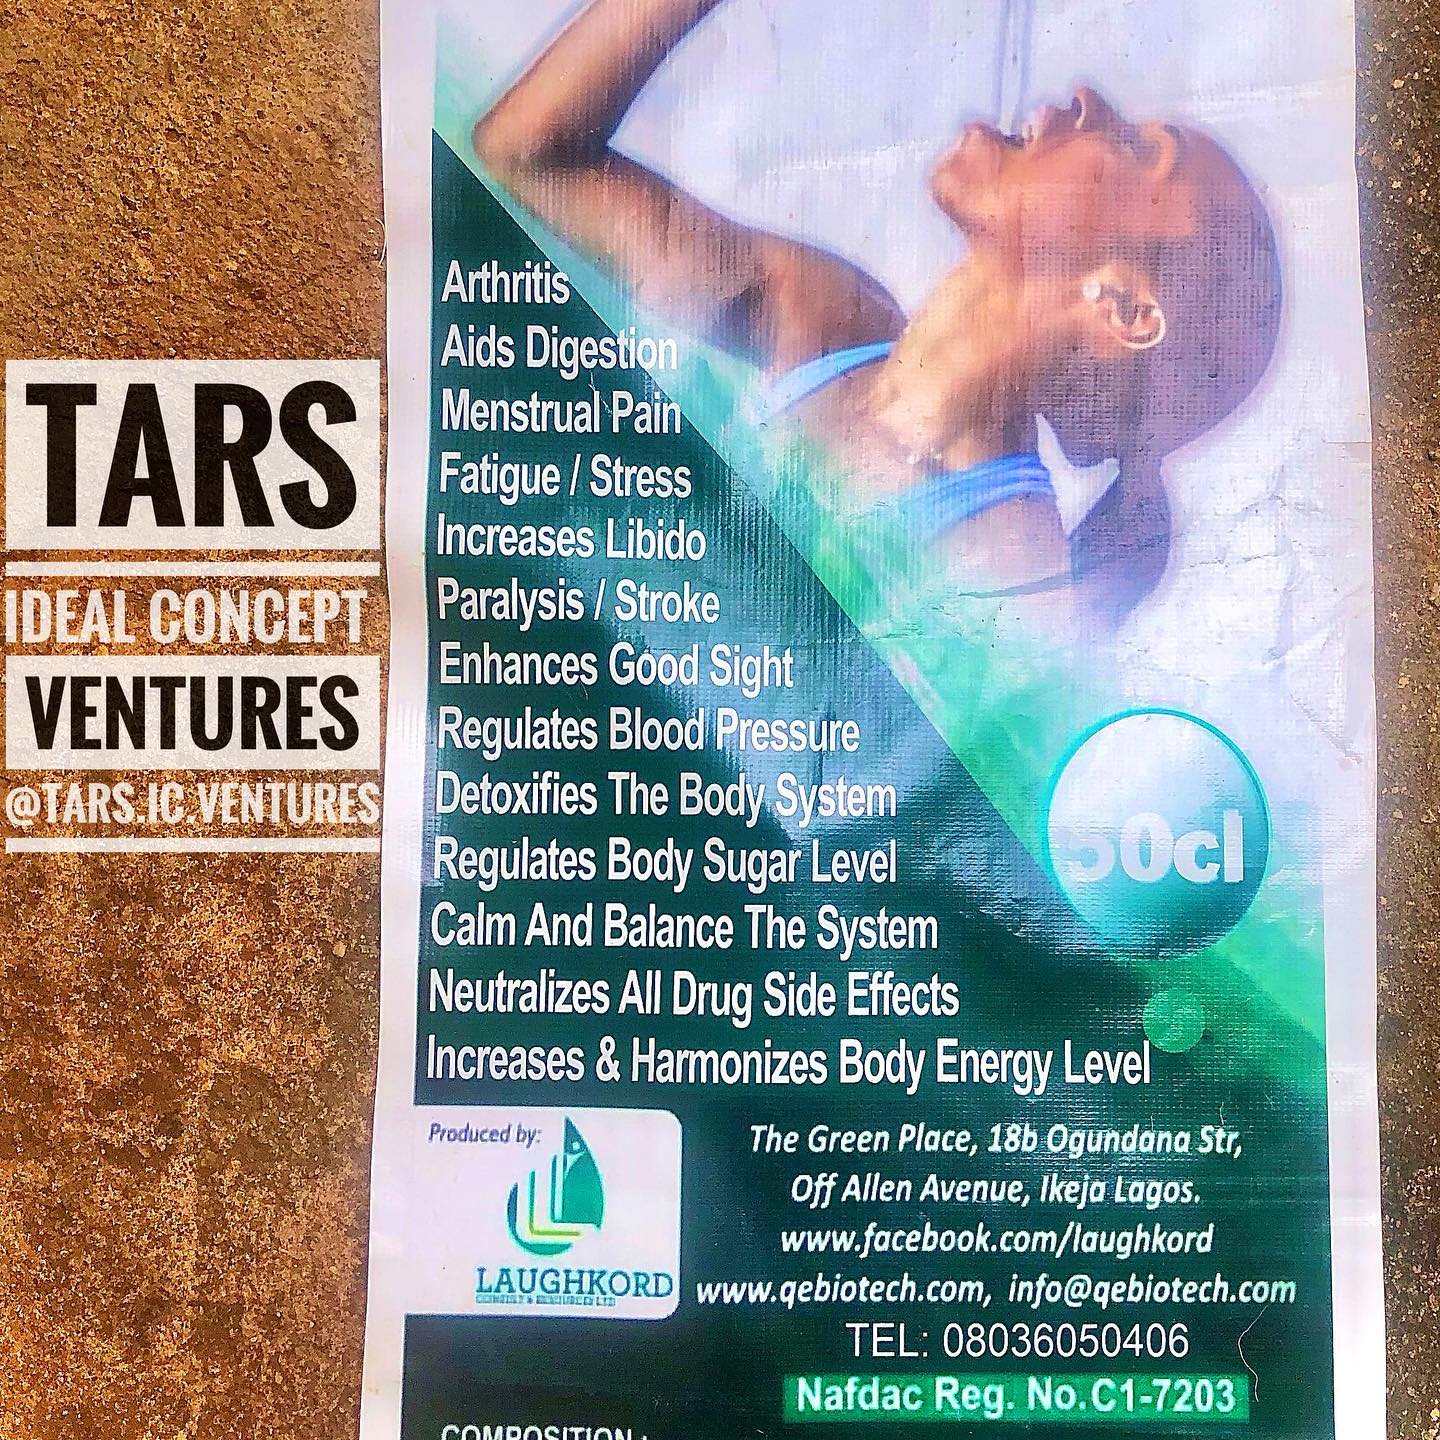 TARS
IDEAL CONCEPT
VENTURES
@TARS.IC.VENTURES
Arthritis
Aids Digestion
Menstrual Pain
Fatigue / Stress
Increases Libido
Paralysis / Stroke
Enhances Good Sight
Regulates Blood Pressure
Detoxifies The Body System
Regulates Body Sugar Level
Calm And Balance The System
Neutralizes All Drug Side Effects
Increases & Harmonizes Body Energy Level
50cl
Produced by:
LAUGHKORD
The Green Place, 18b Ogundana Str,
Off Allen Avenue, Ikeja Lagos.
www.facebook.com/laughkord
www.qebiotech.com, info@qebiotech.com
TEL: 08036050406
Nafdac Reg. No.C1-7203
COMPOSITION :